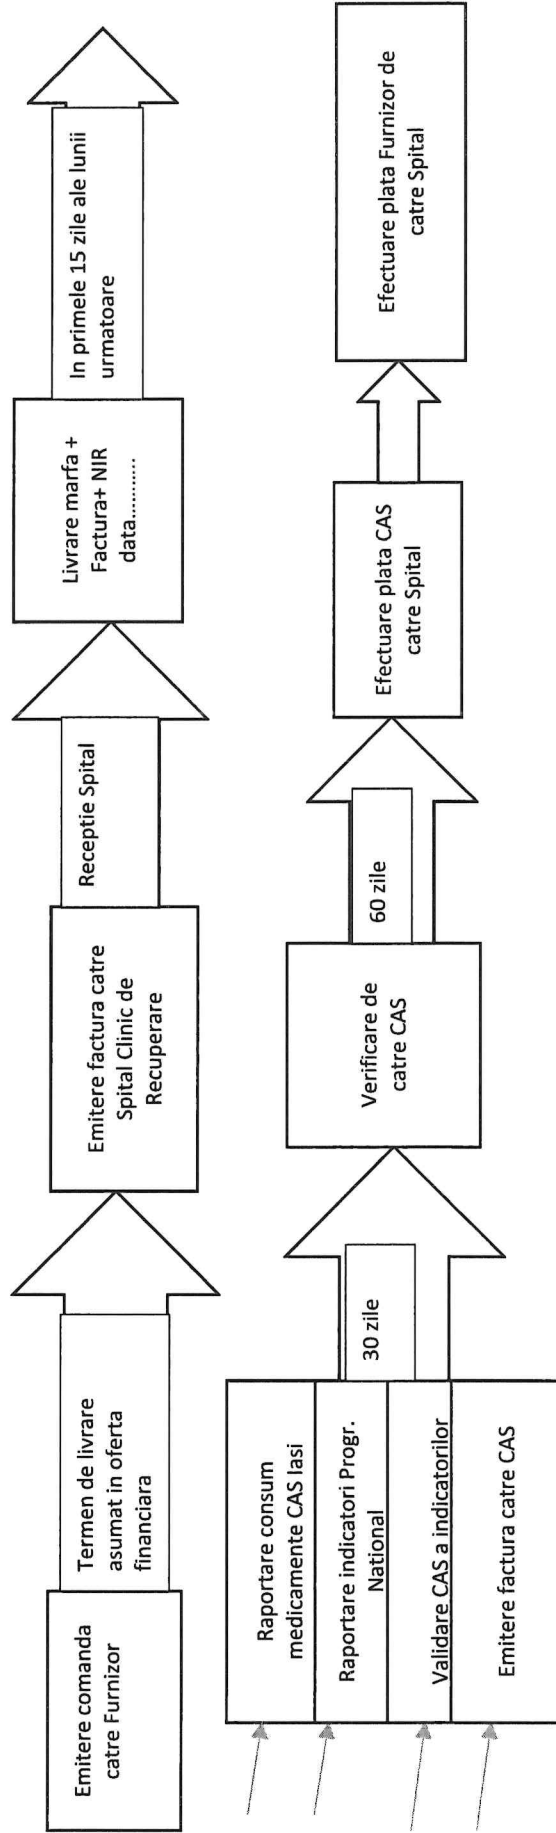 Emitere comanda
catre Furnizor
Termen de livrare
asumat in oferta
financiara
Emitere factura catre
Spital Clinic de
Recuperare
Receptie Spital
Livrare marfa +
Factura+ NIR
data...........
In primele 15 zile ale lunii
urmatoare
Raportare consum
medicamente CAS Iasi
Raportare indicatori Progr.
National
Validare CAS a indicatorilor
Emitere factura catre CAS
30 zile
Verificare de
catre CAS
60 zile
Efectuare plata CAS
catre Spital
Efectuare plata Furnizor de
catre Spital